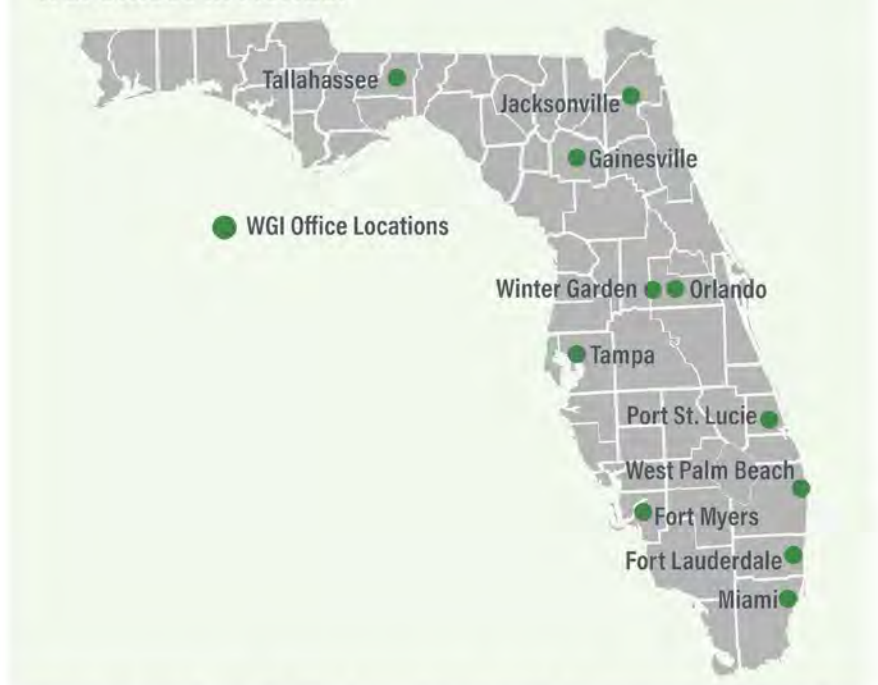 Tallahassee
Jacksonville
Gainesville
WGI Office Locations
Winter Garden
Orlando
Tampa
Port St. Lucie
West Palm Beach
Fort Myers
Fort Lauderdale
Miami